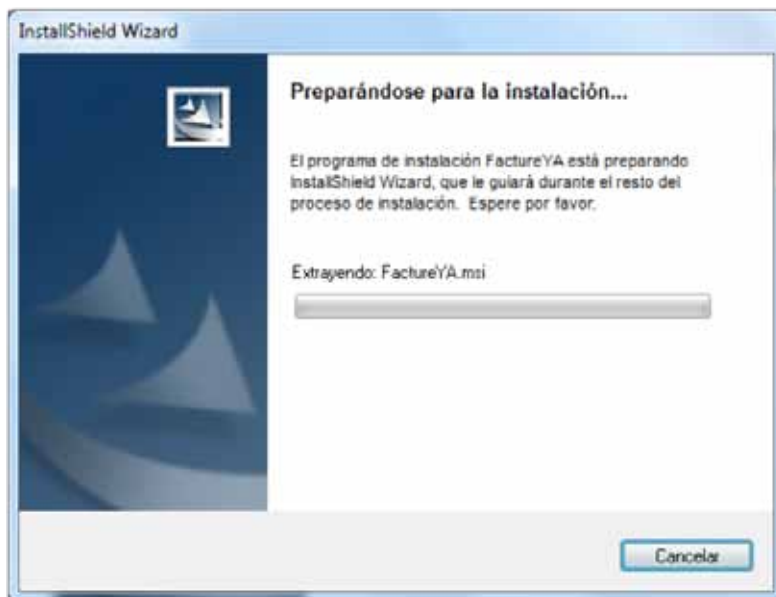 InstallShield Wizard
Preparándose para la instalación...
El programa de instalación FactureYA está preparando
InstallShield Wizard, que le guiará durante el resto del
proceso de instalación. Espere por favor.
Extrayendo: FactureYA.msi
Cancelar